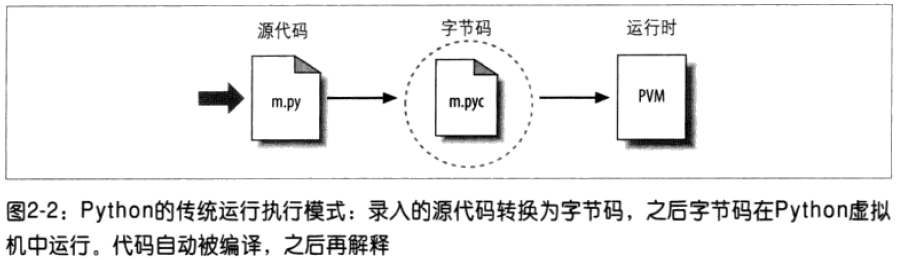 源代码 字节码 运行时
m.py m.pyc PVM
图2-2：Python的传统运行执行模式：录入的源代码转换为字节码，之后字节码在Python虚拟
机中运行。代码自动被编译，之后再解释